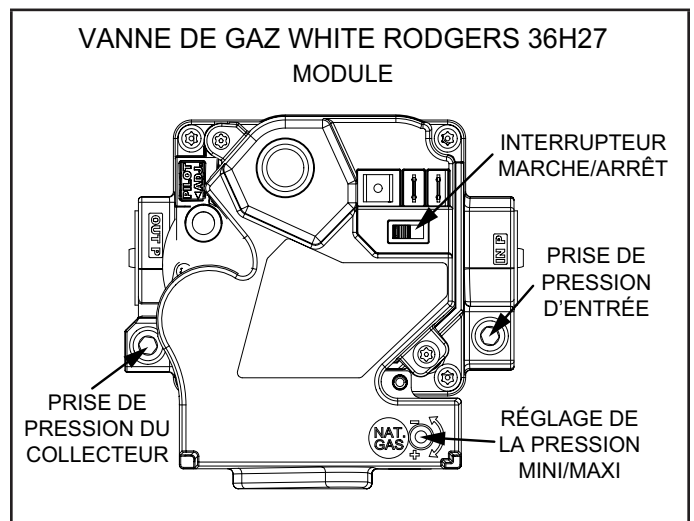 VANNE DE GAZ WHITE RODGERS 36H27
MODULE
INTERRUPTEUR
MARCHE/ARRÊT
PILOT
ADJ
OUT P
IN P
PRISE DE
PRESSION
D'ENTRÉE
PRISE DE
PRESSION DU
COLLECTEUR
NAT.
GAS
-
+
RÉGLAGE DE
LA PRESSION
MINI/MAXI